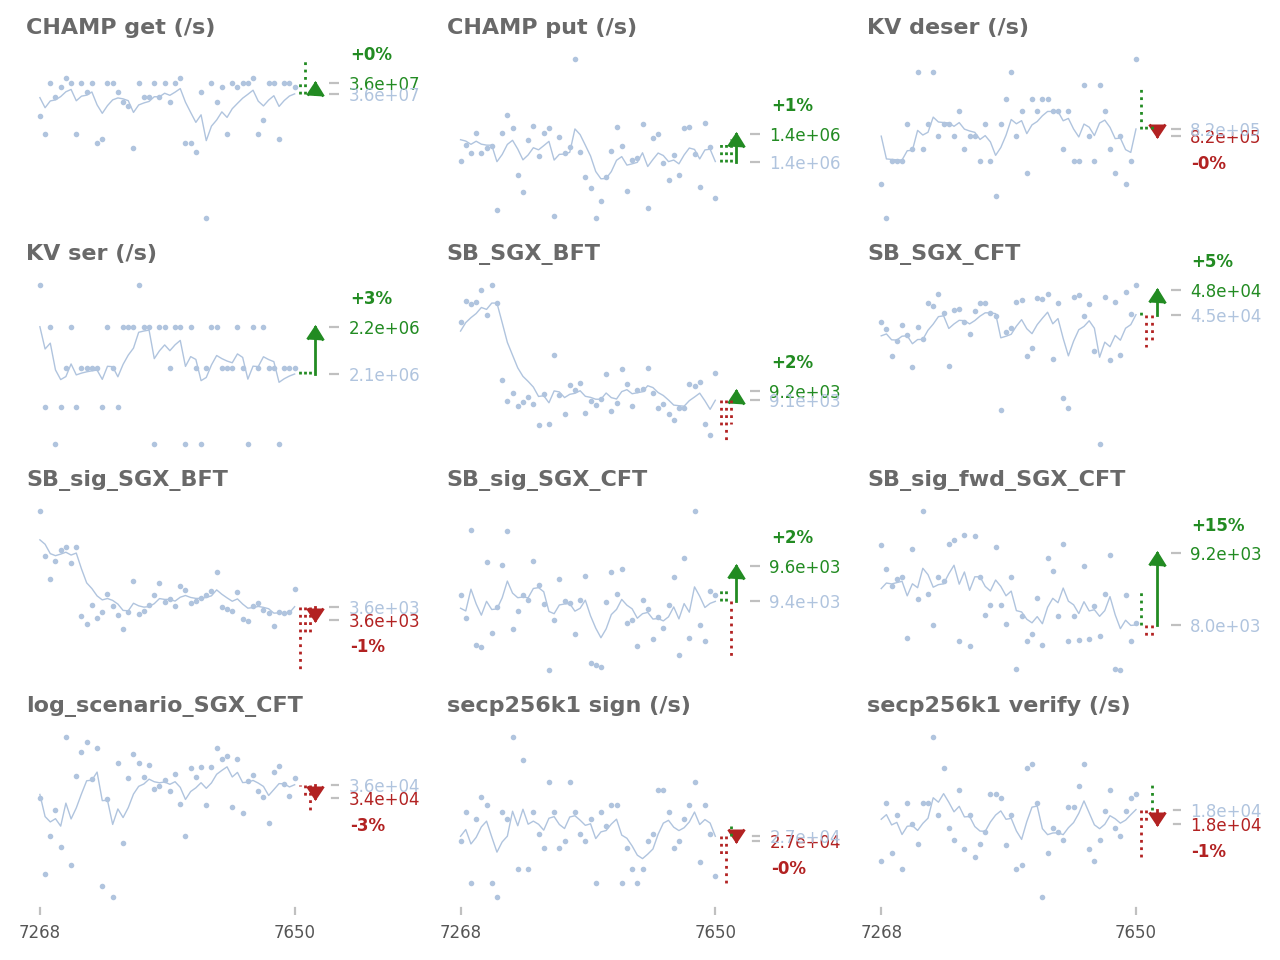 CHAMP get (/s)
+0%
3.6e+07
3.6e+07
CHAMP put (/s)
+1%
1.4e+06
1.4e+06
KV deser (/s)
8.2e+05
8.2e+05
-0%
KV ser (/s)
+3%
2.2e+06
2.1e+06
SB_SGX_BFT
+2%
9.2e+03
9.1e+03
SB_SGX_CFT
+5%
4.8e+04
4.5e+04
SB_sig_SGX_BFT
3.6e+03
3.6e+03
-1%
SB_sig_SGX_CFT
+2%
9.6e+03
9.4e+03
SB_sig_fwd_SGX_CFT
+15%
9.2e+03
8.0e+03
log_scenario_SGX_CFT
3.6e+04
3.4e+04
-3%
7268
7650
secp256k1 sign (/s)
2.7e+04
2.7e+04
-0%
7268
7650
secp256k1 verify (/s)
1.8e+04
1.8e+04
-1%
7268
7650